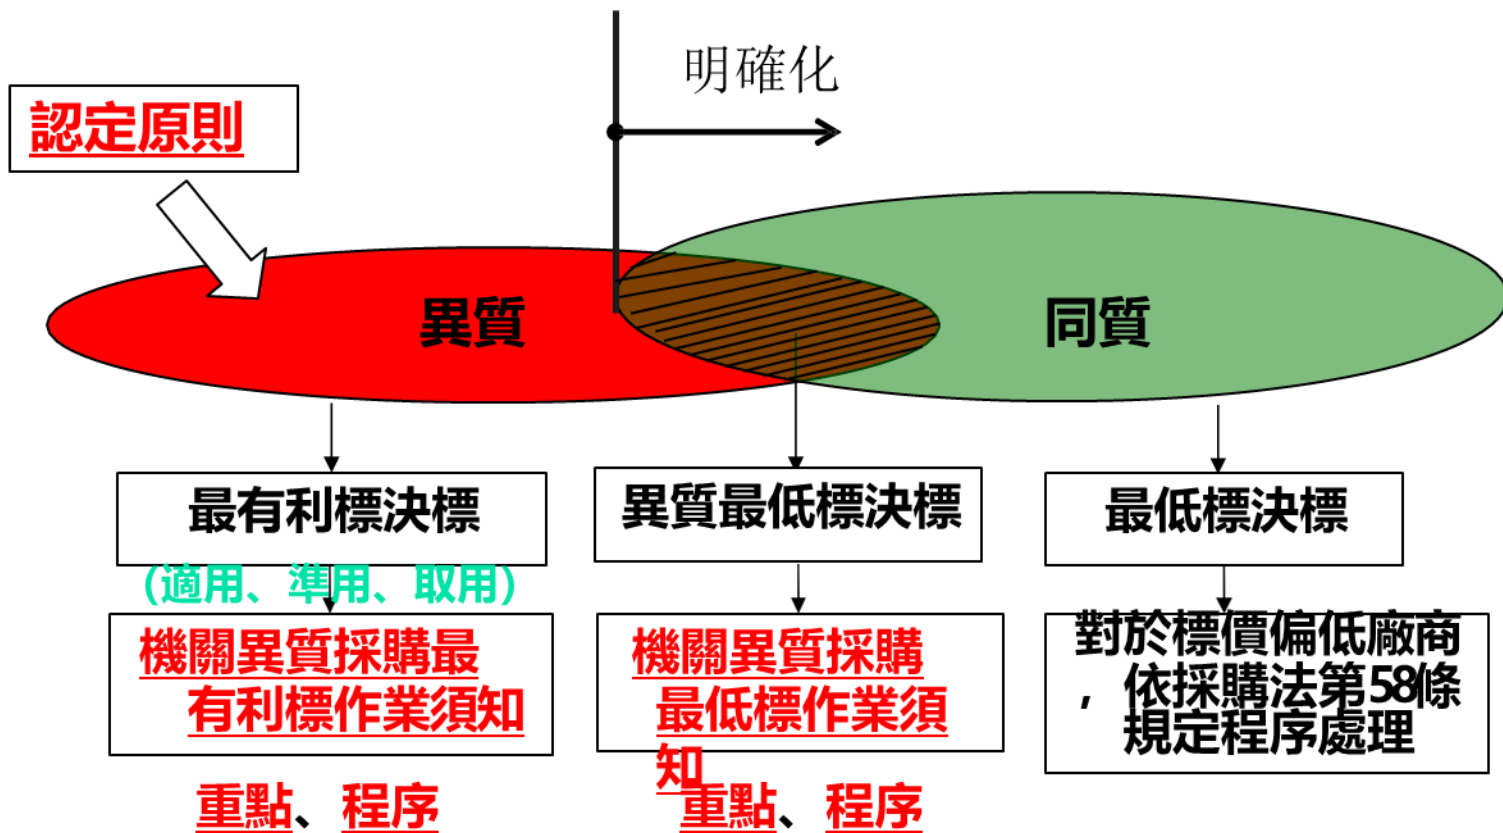 明確化
認定原則
異質
同質
最有利標決標
異質最低標決標
最低標決標
(適用、準用、取用)
機關異質採購最
有利標作業須知
機關異質採購
最低標作業須
知
對於標價偏低廠商
，依採購法第58條
規定程序處理
重點、程序
重點、程序